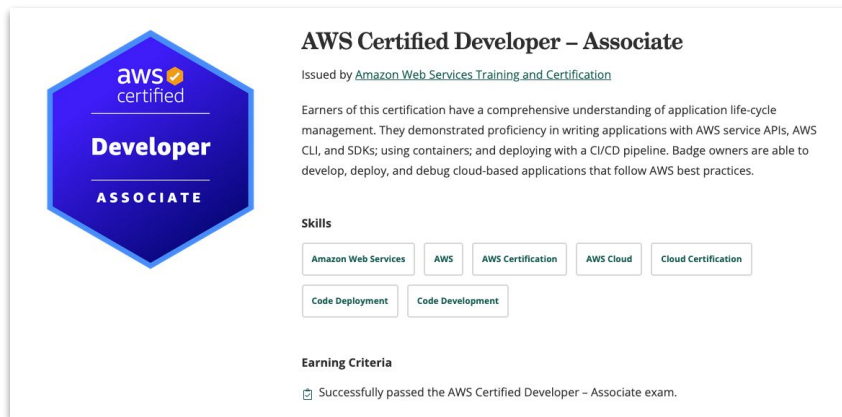 aws
certified
Developer
ASSOCIATE
AWS Certified Developer – Associate
Issued by Amazon Web Services Training and Certification
Earners of this certification have a comprehensive understanding of application life-cycle
management. They demonstrated proficiency in writing applications with AWS service APIs, AWS
CLI, and SDKs; using containers; and deploying with a CI/CD pipeline. Badge owners are able to
develop, deploy, and debug cloud-based applications that follow AWS best practices.
Skills
Amazon Web Services AWS AWS Certification AWS Cloud Cloud Certification
Code Deployment Code Development
Earning Criteria
Successfully passed the AWS Certified Developer – Associate exam.